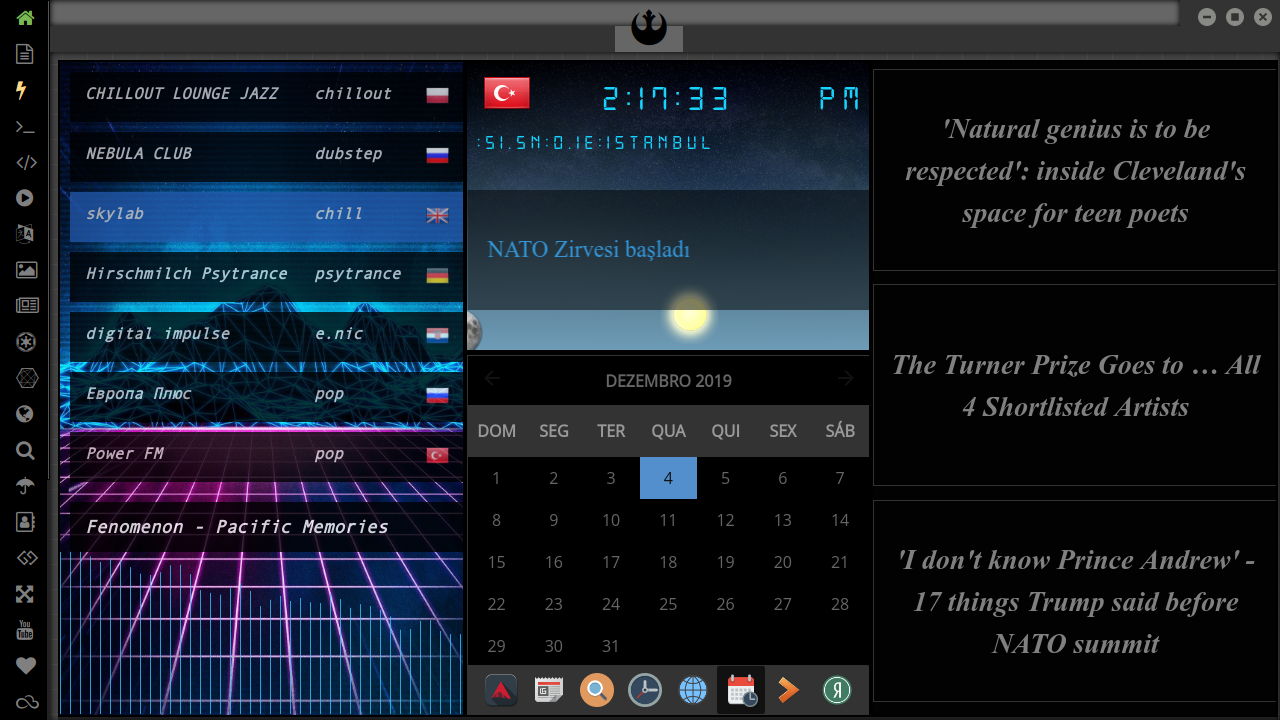 CHILLOUT LOUNGE JAZZ chillout
NEBULA CLUB dubstep
skylab chill
Hirschmilch Psytrance psytrance
digital impulse e.nic
Европа Плюс pop
Power FM pop
Fenomenon - Pacific Memories
2:17:33 PM
:SI.SN:0.IE:ISTANBUL
NATO Zirvesi başladı
DEZEMBRO 2019
DOM SEG TER QUA QUI SEX SÁB
1 2 3 4 5 6 7
8 9 10 11 12 13 14
15 16 17 18 19 20 21
22 23 24 25 26 27 28
29 30 31
'Natural genius is to be
respected': inside Cleveland's
space for teen poets
The Turner Prize Goes to … All
4 Shortlisted Artists
'I don't know Prince Andrew' -
17 things Trump said before
NATO summit
You
Tube
Я